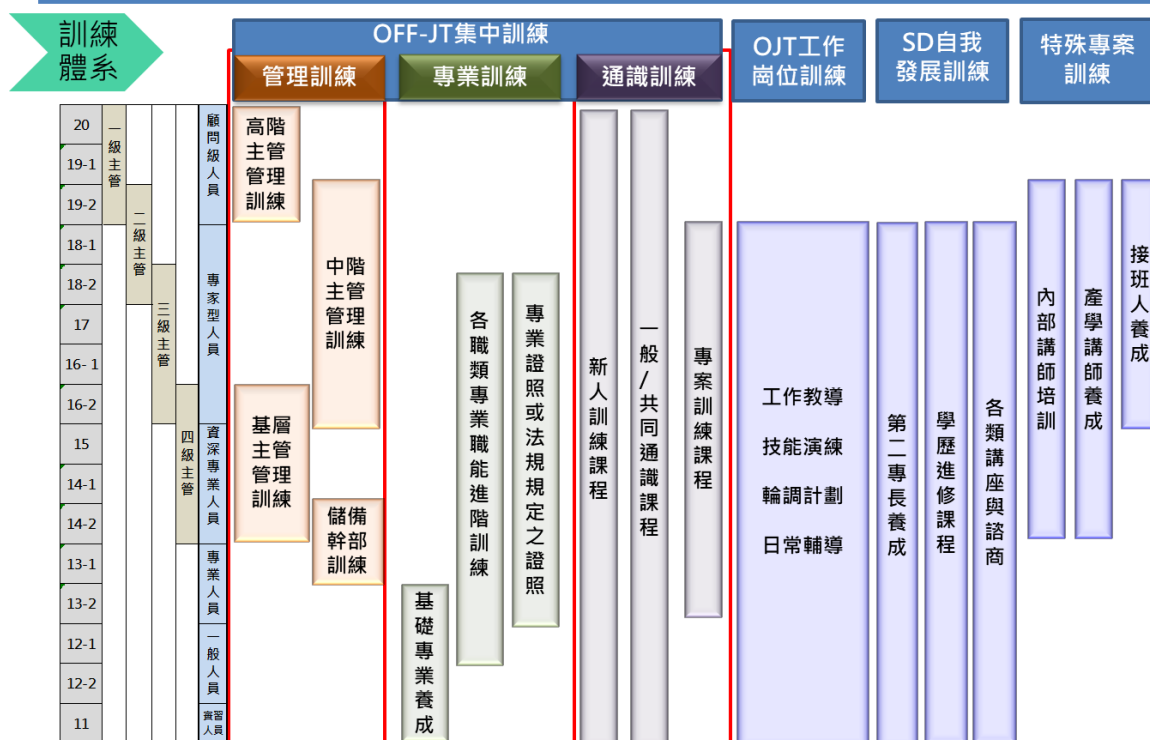 訓練
體系
OFF-JT集中訓練
管理訓練
專業訓練
通識訓練
OJT工作
崗位訓練
SD自我
發展訓練
特殊專案
訓練
20
19-1
19-2
18-1
18-2
17
16- 1
16-2
15
14-1
14-2
13-1
13-2
12-1
12-2
11
一級主管
二級主管
三級主管
四級主管
顧問級人員
專家型人員
資深專業人員
專業人員
一般人員
實習
人員
高階
主管
管理
訓練
中階
主管
管理
訓練
基層
主管
管理
訓練
儲備
幹部
訓練
基礎專業養成
各職類專業職能進階訓練
專業證照或法規規定之證照
新人訓練課程
一般/共同通識課程
專案訓練課程
工作教導
技能演練
輪調計劃
日常輔導
第二專長養成
學歷進修課程
各類講座與諮商
內部講師培訓
產學講師養成
接班人養成